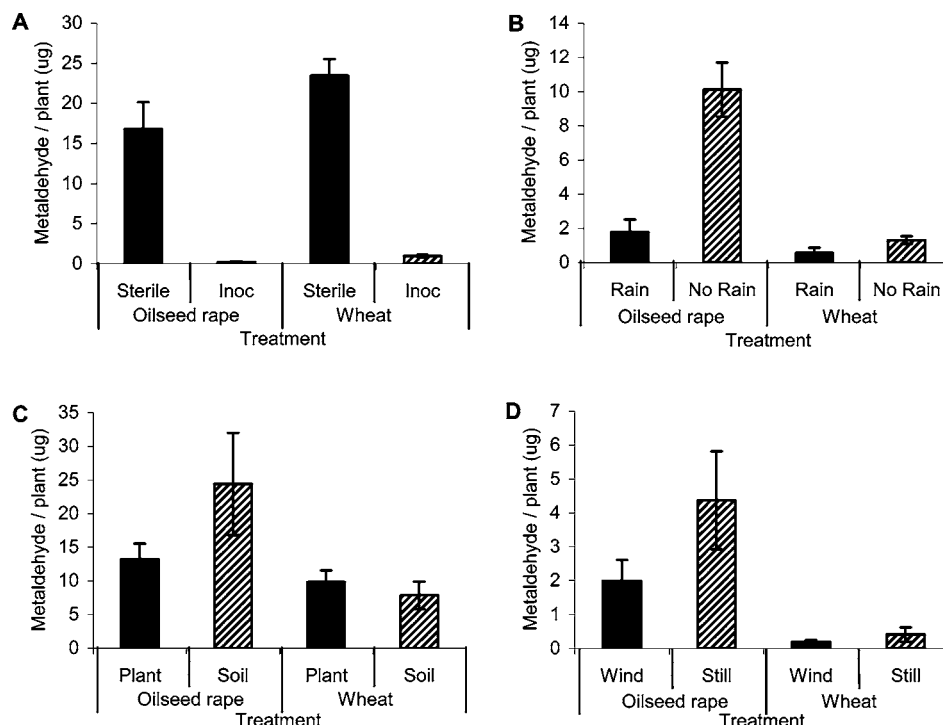 A
Metaldehyde / plant (ug)
30
25
20
15
10
5
0
Sterile Inoc Sterile Inoc
Oilseed rape Wheat
Treatment
B
Metaldehyde / plant (ug)
14
12
10
8
6
4
2
0
Rain No Rain Rain No Rain
Oilseed rape Wheat
Treatment
C
Metaldehyde / plant (ug)
35
30
25
20
15
10
5
0
Plant Soil Plant Soil
Oilseed rape Wheat
Treatment
D
Metaldehyde / plant (ug)
7
6
5
4
3
2
1
0
Wind Still Wind Still
Oilseed rape Wheat
Treatment